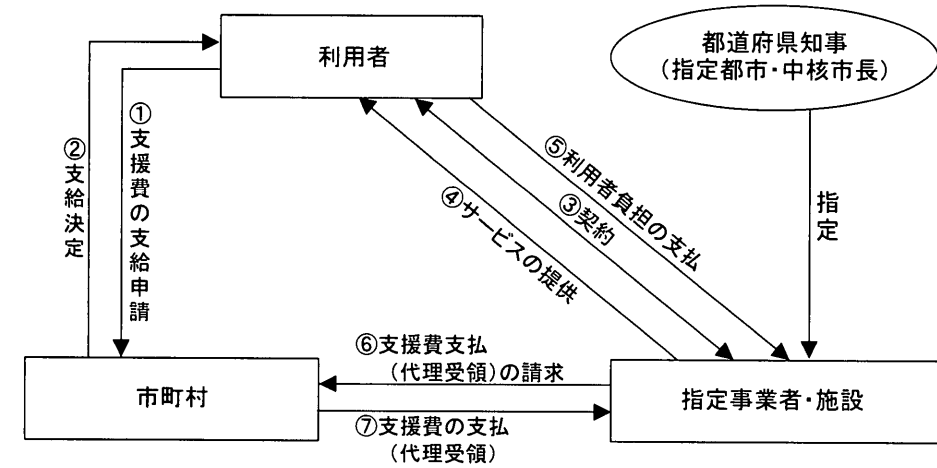 利用者
都道府県知事
(指定都市・中核市長)
①支援費の支給申請
②支給決定
⑤利用者負担の支払
③契約
④サービスの提供
指定
⑥支援費支払
(代理受領)の請求
市町村
指定事業者・施設
⑦支援費の支払
(代理受領)